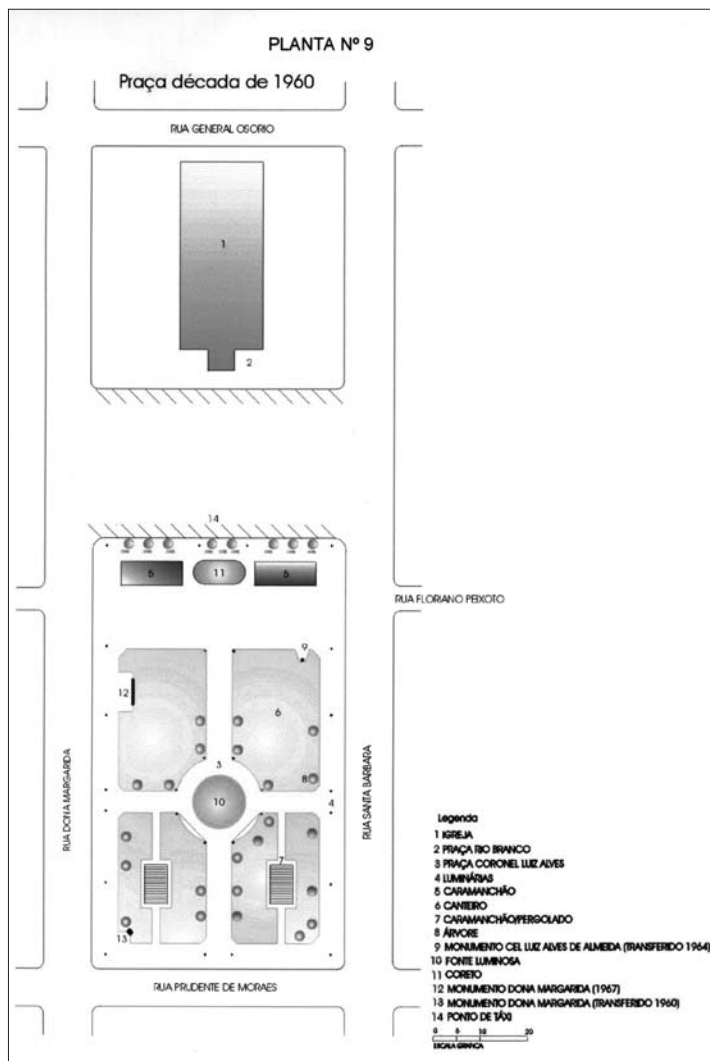 PLANTA Nº 9
Praça década de 1960
RUA GENERAL OSORIO
1
2
14
5
11
5
RUA FLORIANO PEIXOTO
9
12
6
RUA DONA MARGARIDA
RUA SANTA BARBARA
3
8
10
4
7
13
RUA PRUDENTE DE MORAES
Legenda
1 IGREJA
2 PRAÇA RIO BRANCO
3 PRAÇA CORONEL LUIZ ALVES
4 LUMINÁRIAS
5 CARAMANCHÃO
6 CANTEIRO
7 CARAMANCHÃO/PERGOLADO
8 ÁRVORE
9 MONUMENTO CEL LUIZ ALVES DE ALMEIDA (TRANSFERIDO 1964)
10 FONTE LUMINOSA
11 CORETO
12 MONUMENTO DONA MARGARIDA (1967)
13 MONUMENTO DONA MARGARIDA (TRANSFERIDO 1960)
14 PONTO DE TÁXI
0 5 10 20
ESCALA GRÁFICA